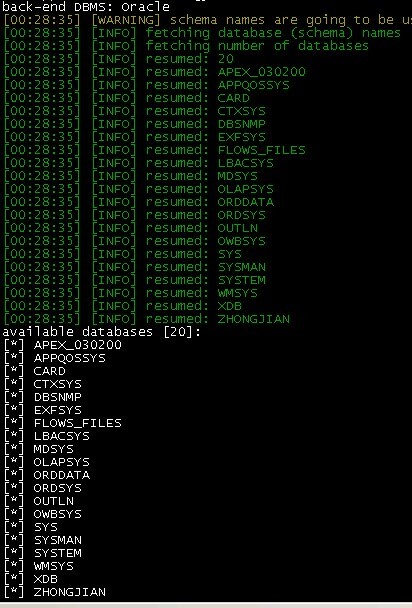 back-end DBMS: Oracle
[00:28:35] [WARNING] schema names are going to be
[00:28:35] [INFO] fetching database (schema) names
[00:28:35] [INFO] fetching number of databases
[00:28:35] [INFO] resumed: 20
[00:28:35] [INFO] resumed: APEX_030200
[00:28:35] [INFO] resumed: APPQOSSYS
[00:28:35] [INFO] resumed: CARD
[00:28:35] [INFO] resumed: CTXSYS
[00:28:35] [INFO] resumed: DBSNMP
[00:28:35] [INFO] resumed: EXFSYS
[00:28:35] [INFO] resumed: FLOWS_FILES
[00:28:35] [INFO] resumed: LBACSYS
[00:28:35] [INFO] resumed: MDSYS
[00:28:35] [INFO] resumed: OLAPSYS
[00:28:35] [INFO] resumed: ORDDATA
[00:28:35] [INFO] resumed: ORDSYS
[00:28:35] [INFO] resumed: OUTLN
[00:28:35] [INFO] resumed: OWBSYS
[00:28:35] [INFO] resumed: SYS
[00:28:35] [INFO] resumed: SYSMAN
[00:28:35] [INFO] resumed: SYSTEM
[00:28:35] [INFO] resumed: WMSYS
[00:28:35] [INFO] resumed: XDB
[00:28:35] [INFO] resumed: ZHONGJIAN
available databases [20]:
[*] APEX_030200
[*] APPQOSSYS
[*] CARD
[*] CTXSYS
[*] DBSNMP
[*] EXFSYS
[*] FLOWS_FILES
[*] LBACSYS
[*] MDSYS
[*] OLAPSYS
[*] ORDDATA
[*] ORDSYS
[*] OUTLN
[*] OWBSYS
[*] SYS
[*] SYSMAN
[*] SYSTEM
[*] WMSYS
[*] XDB
[*] ZHONGJIAN